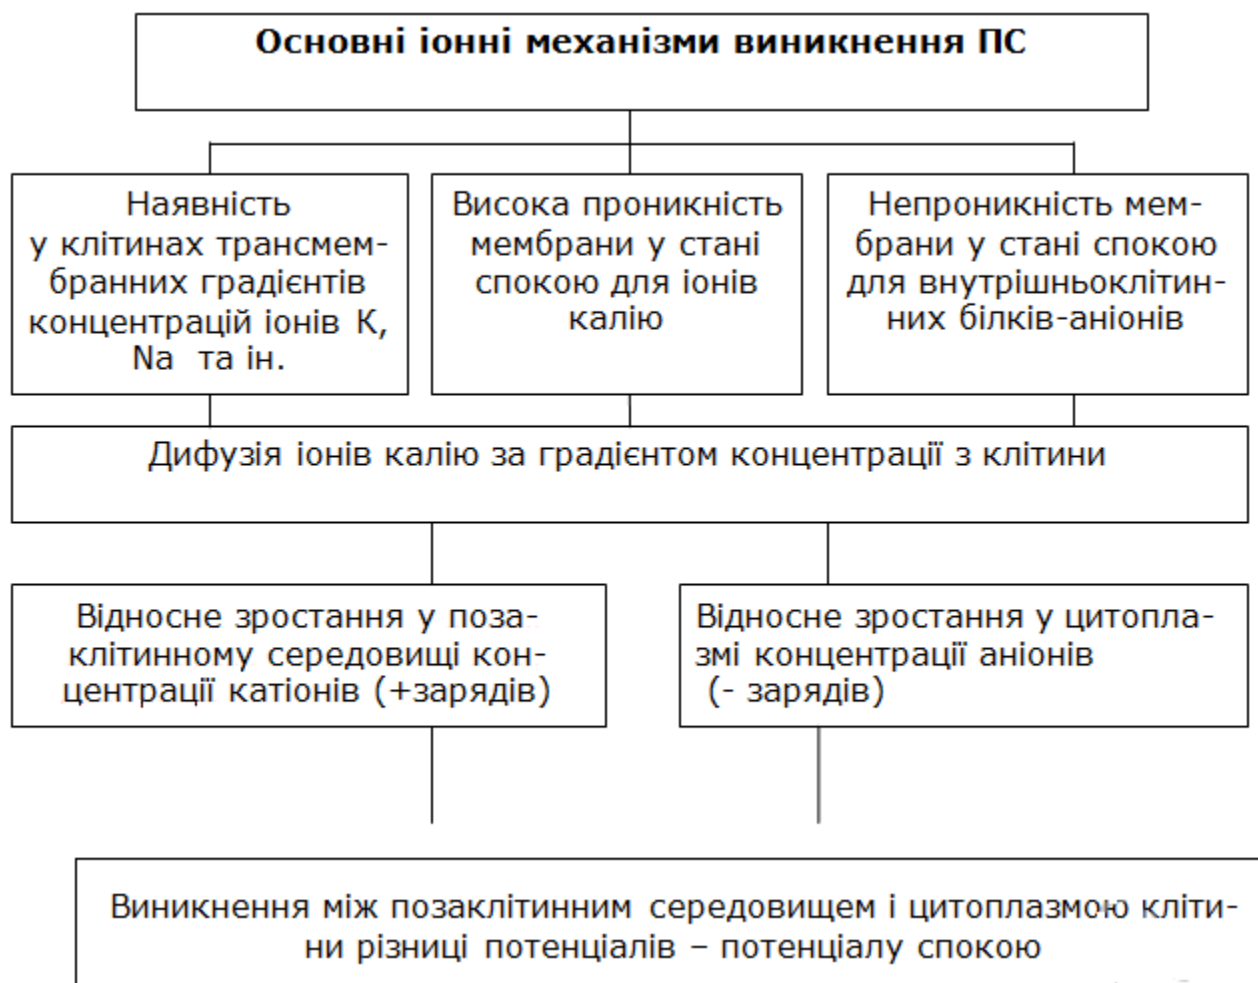 Основні іонні механізми виникнення ПС
Наявність
у клітинах трансмем-
бранних градієнтів
концентрацій іонів К,
Na та ін.
Висока проникність
мембрани у стані
спокою для іонів
калію
Непроникність мем-
брани у стані спокою
для внутрішньоклітин-
них білків-аніонів
Дифузія іонів калію за градієнтом концентрації з клітини
Відносне зростання у поза-
клітинному середовищі кон-
центрації катіонів (+зарядів)
Відносне зростання у цитопла-
змі концентрації аніонів
(- зарядів)
Виникнення між позаклітинним середовищем і цитоплазмою кліти-
ни різниці потенціалів – потенціалу спокою